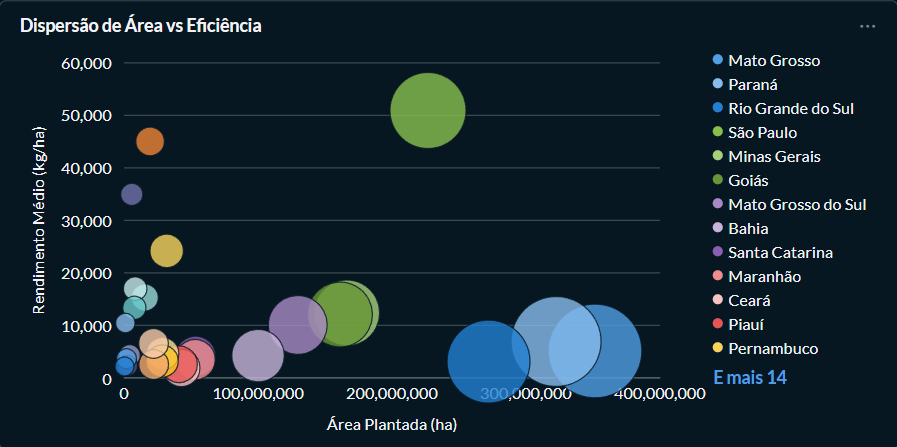 Dispersão de Área vs Eficiência
...
60,000
50,000
40,000
30,000
20,000
10,000
0
Rendimento Médio (kg/ha)
0
100,000,000
200,000,000
300,000,000
400,000,000
Área Plantada (ha)
Mato Grosso
Paraná
Rio Grande do Sul
São Paulo
Minas Gerais
Goiás
Mato Grosso do Sul
Bahia
Santa Catarina
Maranhão
Ceará
Piauí
Pernambuco
E mais 14